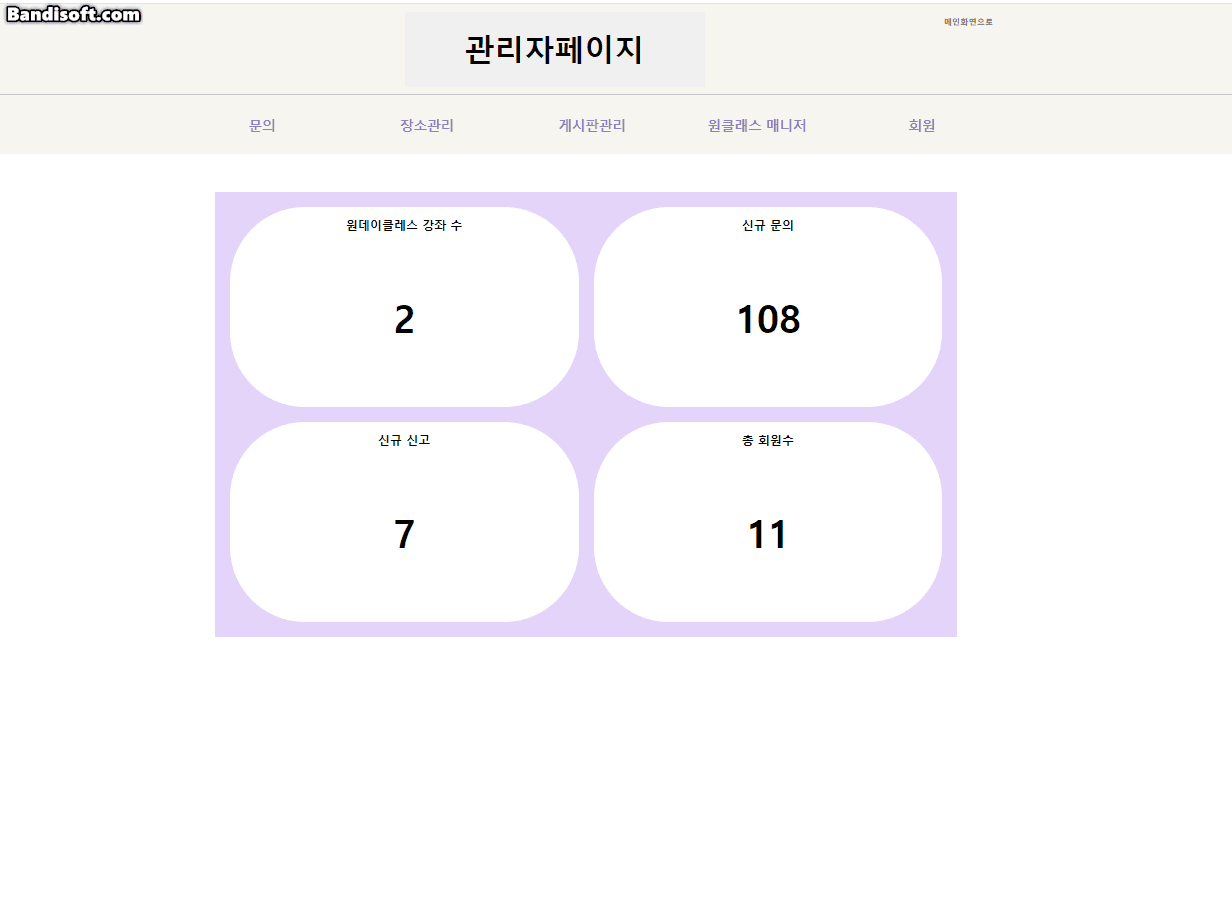 Bandisoft.com
메인화면으로
관리자페이지
문의 장소관리 게시판관리 원클래스 매니저 회원
원데이클레스 강좌 수
2
신규 문의
108
신규 신고
7
총 회원수
11